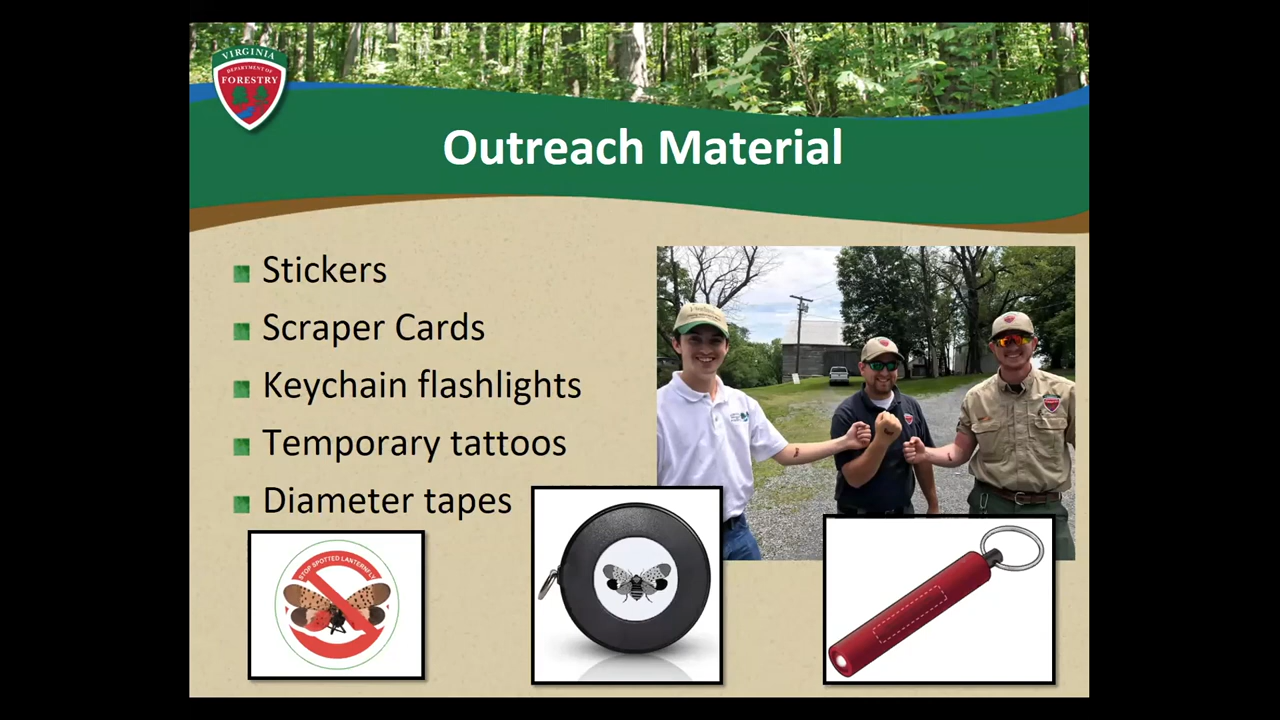 VIRGINIA
DEPARTMENT OF
FORESTRY
Outreach Material
Stickers
Scraper Cards
Keychain flashlights
Temporary tattoos
Diameter tapes
STOP SPOTTED LANTERNFLY